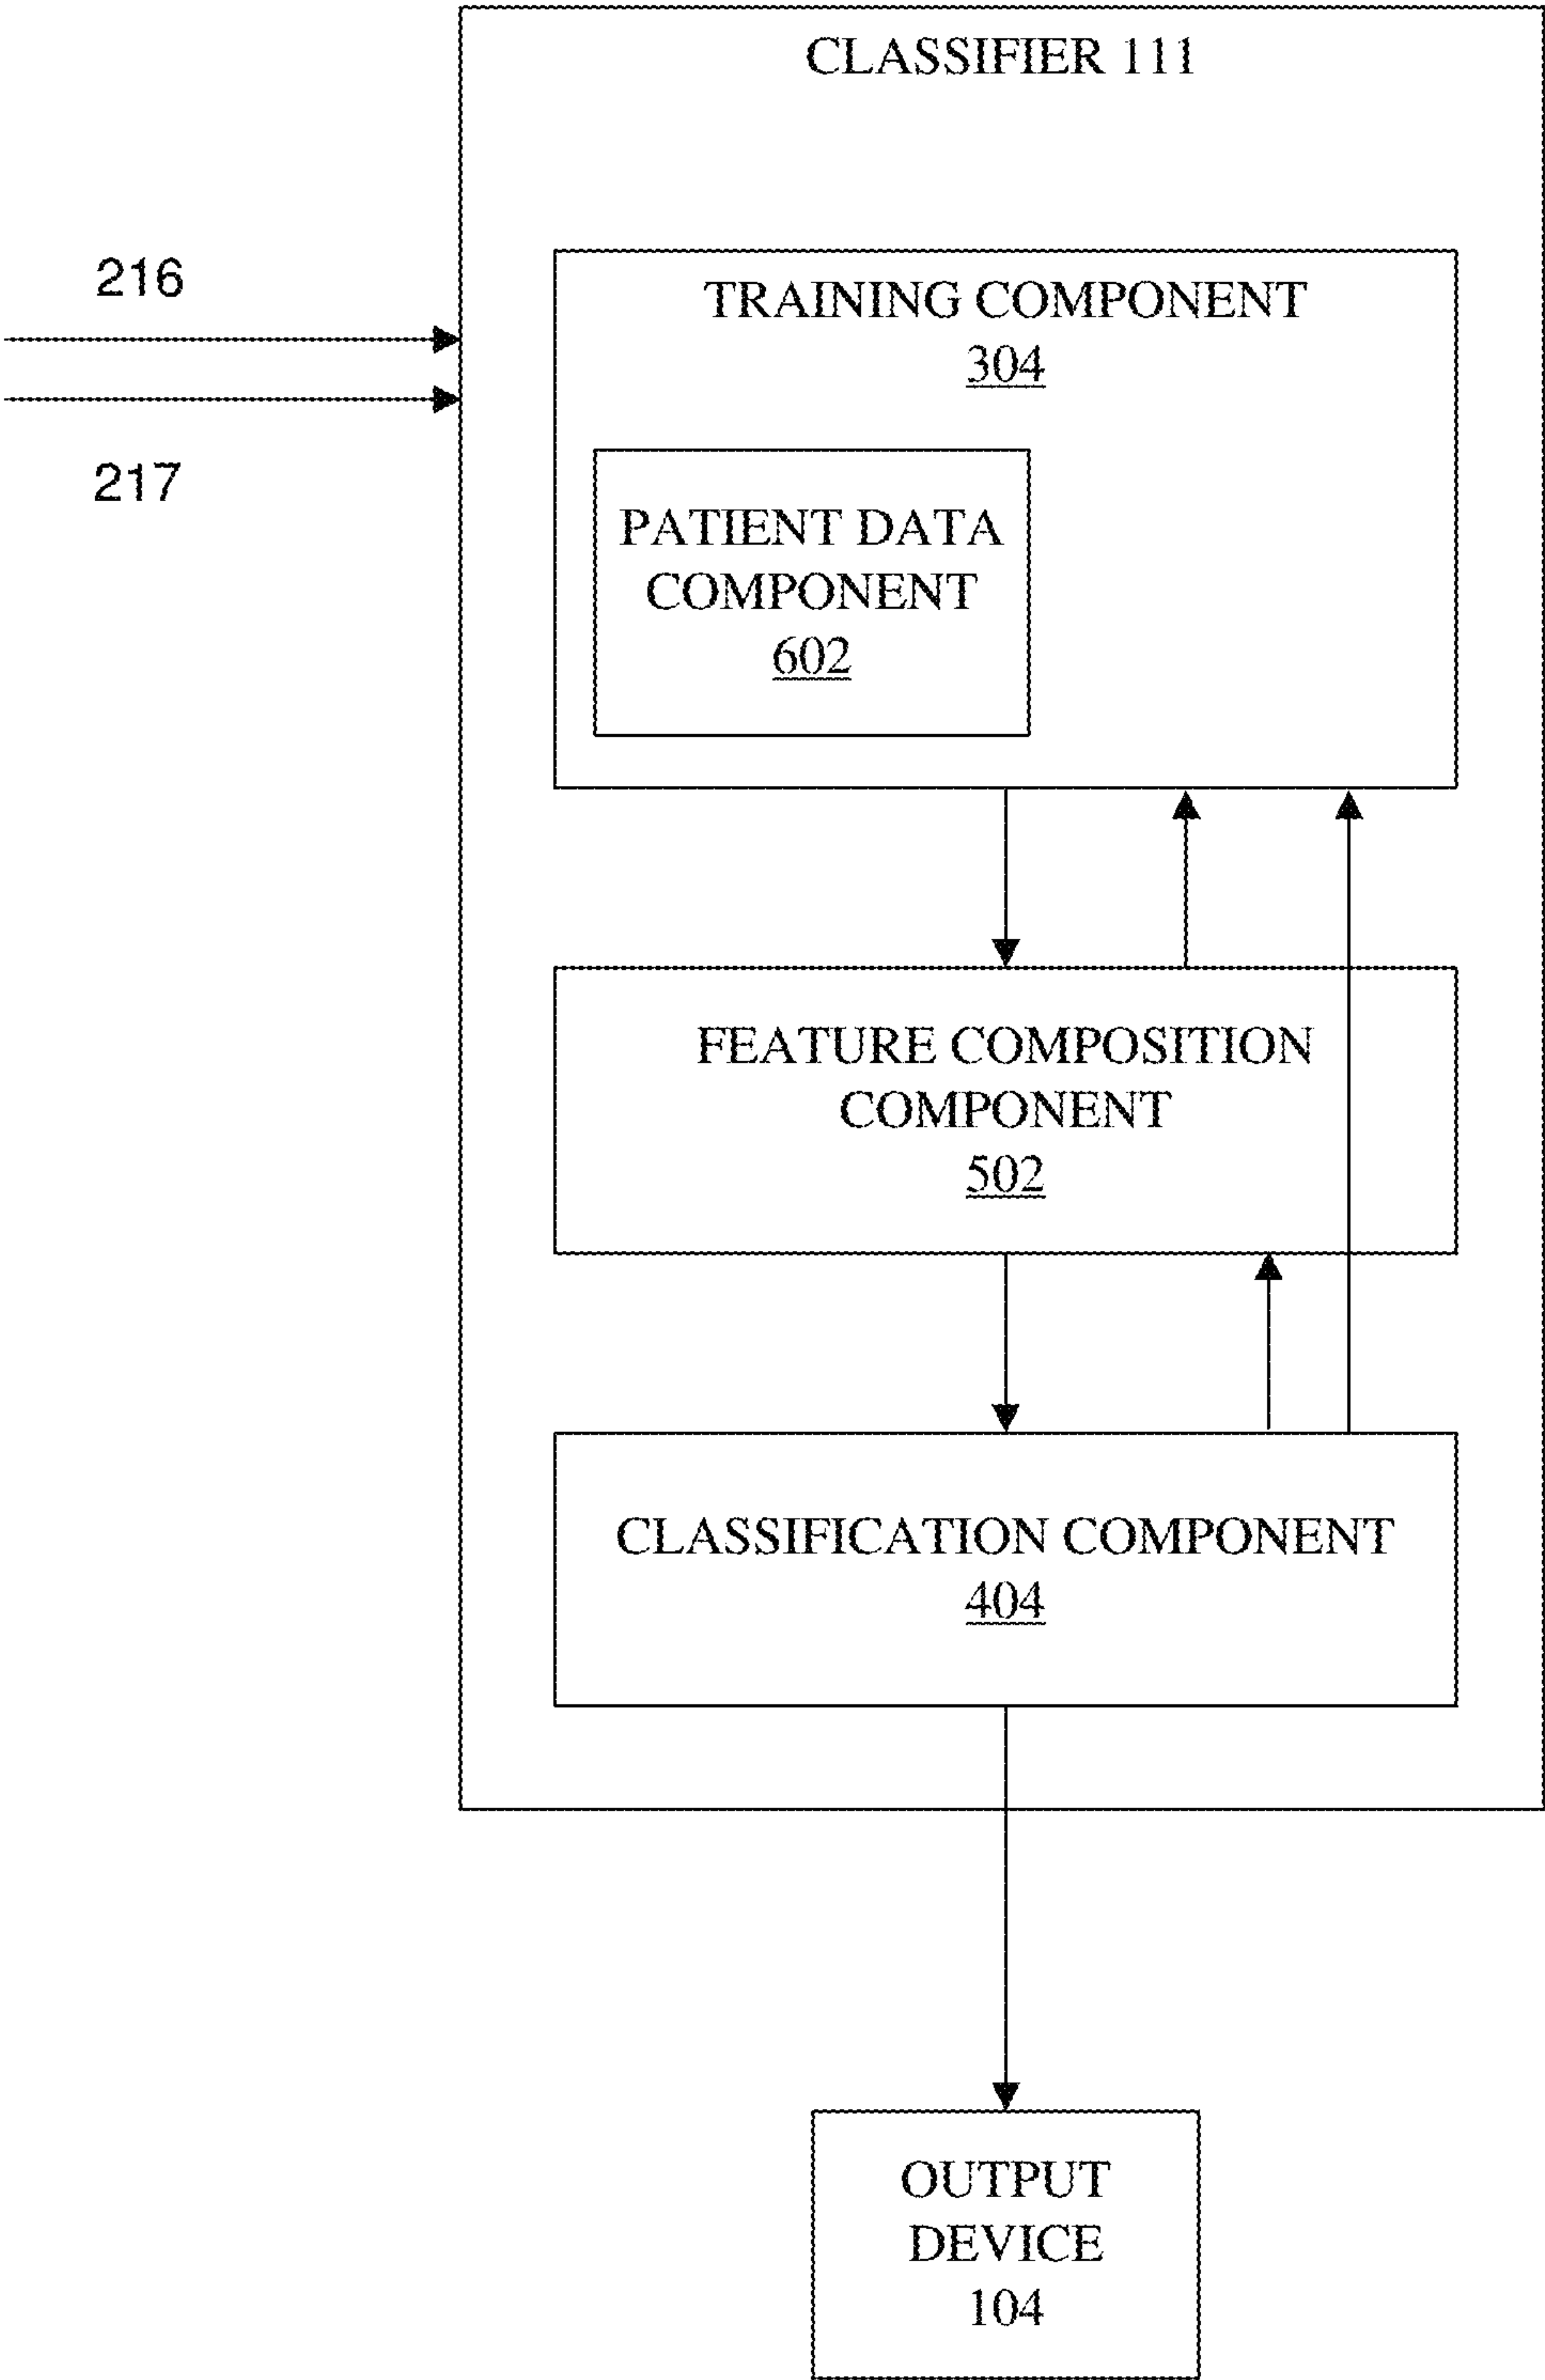 CLASSIFIER 111
216
217
TRAINING COMPONENT
304
PATIENT DATA
COMPONENT
602
FEATURE COMPOSITION
COMPONENT
502
CLASSIFICATION COMPONENT
404
OUTPUT
DEVICE
104